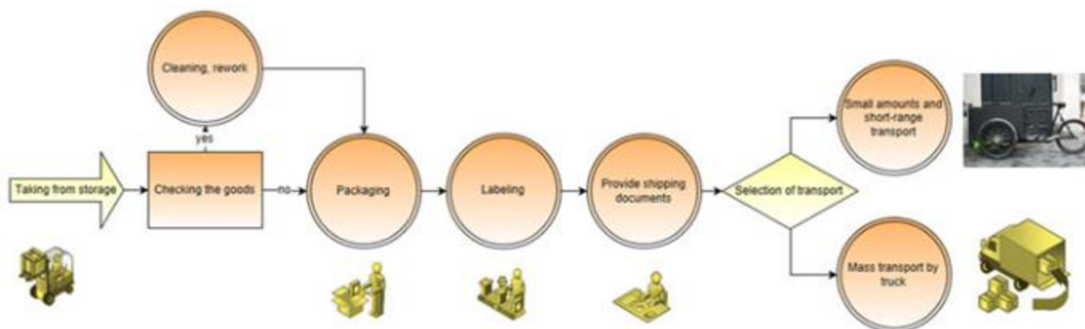 Cleaning, rework
yes
Taking from storage
Checking the goods
no
Packaging
Labeling
Provide shipping
documents
Selection of transport
Small amounts and
short-range
transport
Mass transport by
truck